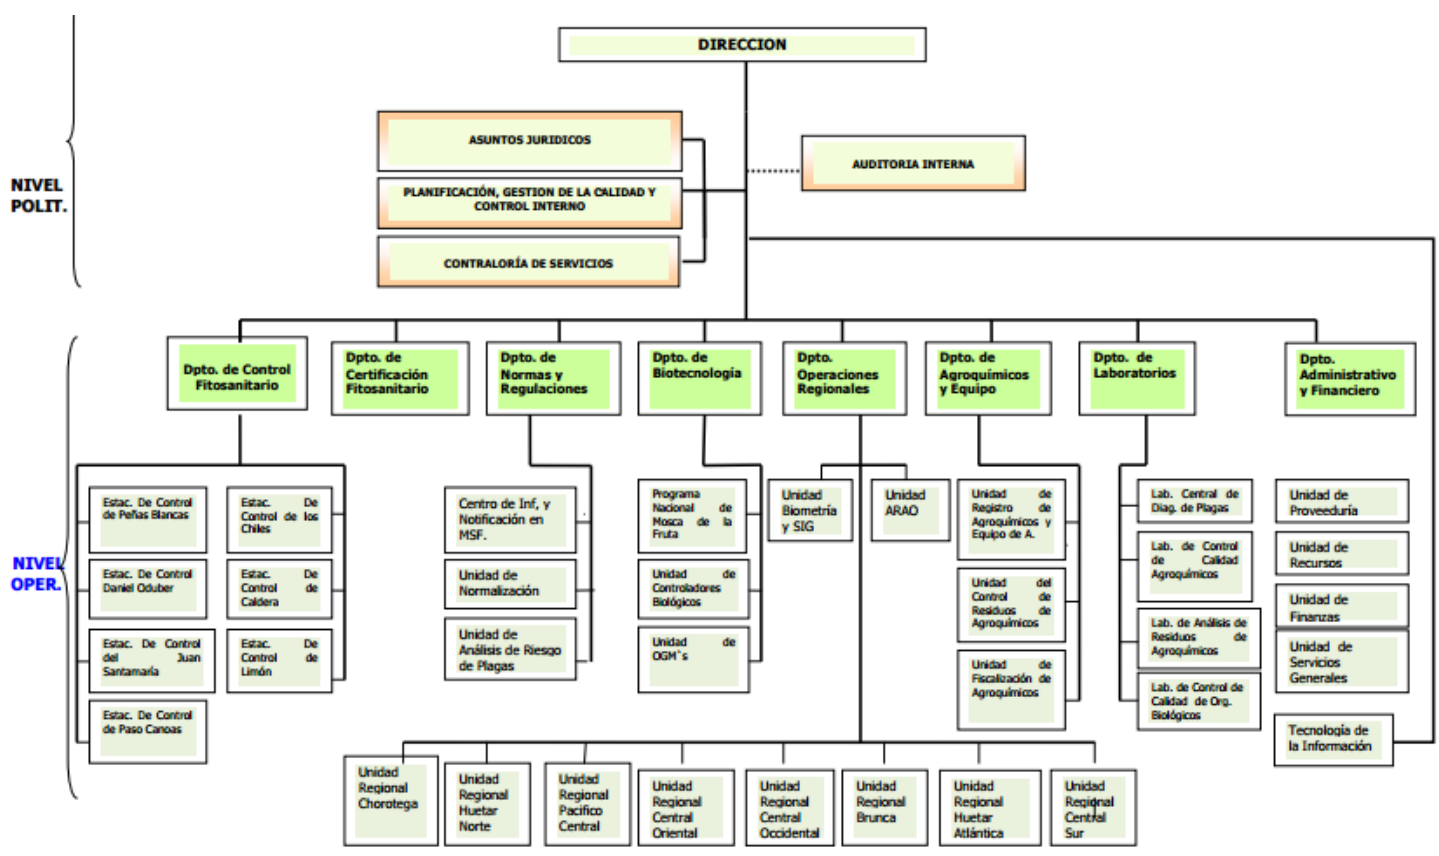 DIRECCION
ASUNTOS JURIDICOS
AUDITORIA INTERNA
NIVEL
POLIT.
PLANIFICACIÓN, GESTION DE LA CALIDAD Y
CONTROL INTERNO
CONTRALORÍA DE SERVICIOS
Dpto. de Control
Fitosanitario
Dpto. de
Certificación
Fitosanitario
Dpto. de
Normas y
Regulaciones
Dpto. de
Biotecnología
Dpto.
Operaciones
Regionales
Dpto. de
Agroquímicos
y Equipo
Dpto. de
Laboratorios
Dpto.
Administrativo
y Financiero
NIVEL
OPER.
Estac. De Control
de Peñas Blancas
Estac. De Control
Daniel Oduber
Estac. De Control
del Juan
Santamaría
Estac. De Control
de Paso Canoas
Estac. De
Control de los
Chiles
Estac. De
Control de
Caldera
Estac. De
Control de
Limón
Centro de Inf, y
Notificación en
MSF.
Unidad de
Normalización
Unidad de
Análisis de Riesgo
de Plagas
Programa
Nacional de
Mosca de la
Fruta
Unidad de
Controladores
Biológicos
Unidad de
OGM`s
Unidad
Biometría
y SIG
Unidad
ARAO
Unidad de
Registro de
Agroquímicos y
Equipo de A.
Unidad del
Control de
Residuos de
Agroquímicos
Unidad de
Fiscalización de
Agroquímicos
Lab. Central de
Diag. de Plagas
Lab. de Control
de Calidad
Agroquímicos
Lab. de Análisis de
Residuos de
Agroquímicos
Lab. de Control de
Calidad de Org.
Biológicos
Unidad de
Proveeduría
Unidad de
Recursos
Unidad de
Finanzas
Unidad de
Servicios
Generales
Tecnología de
la Información
Unidad
Regional
Chorotega
Unidad
Regional
Huetar
Norte
Unidad
Regional
Pacifico
Central
Unidad
Regional
Central
Oriental
Unidad
Regional
Central
Occidental
Unidad
Regional
Brunca
Unidad
Regional
Huetar
Atlántica
Unidad
Regional
Central
Sur